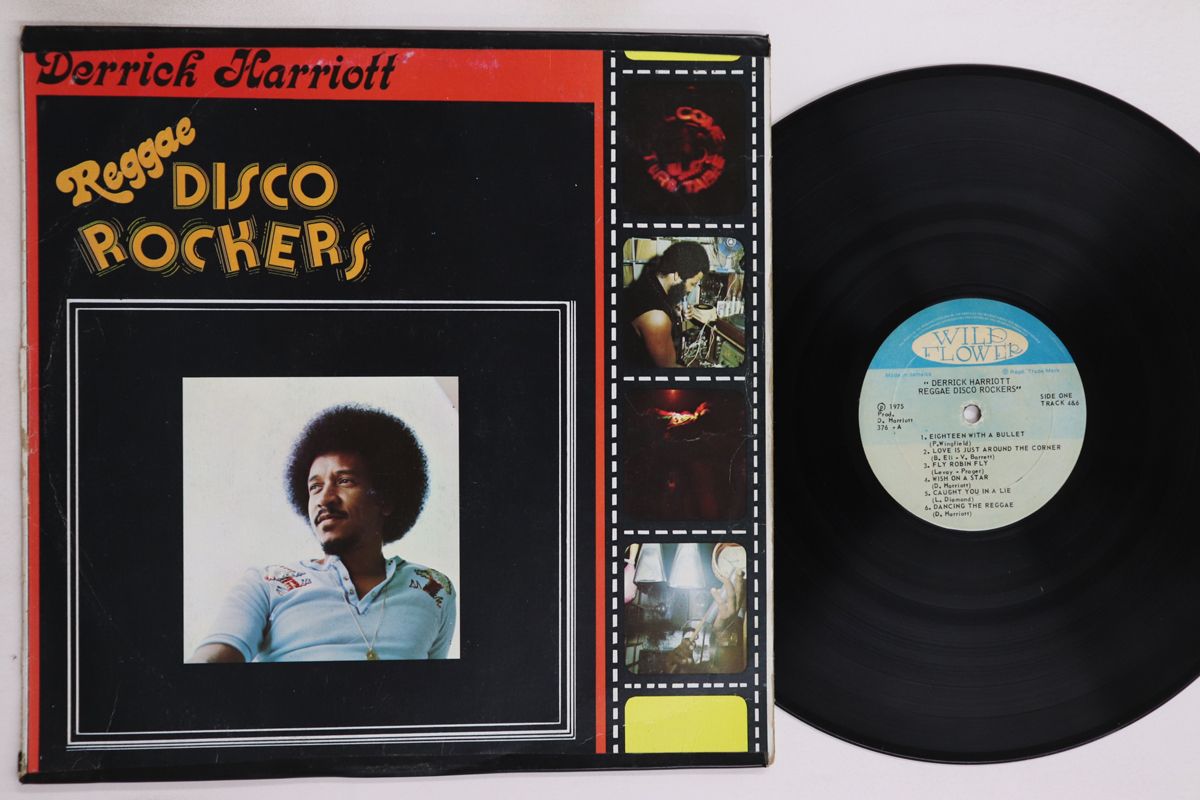 Derrick Harriott
Reggae
DISCO
ROCKERS
WILD
FLOWER
Made in Jamaica
® Regd. Trade Mark
" DERRICK HARRIOTT
REGGAE DISCO ROCKERS"
℗ 1975
Prod.
D. Harriott
376 - A
SIDE ONE
TRACK 4&6
1. EIGHTEEN WITH A BULLET
(P. Wingfield)
2. LOVE IS JUST AROUND THE CORNER
(B. Eli - V. Barrett)
3. FLY ROBIN FLY
(Levay - Prager)
4. WISH ON A STAR
(D. Harriott)
5. CAUGHT YOU IN A LIE
(L. Diamond)
6. DANCING THE REGGAE
(D. Harriott)